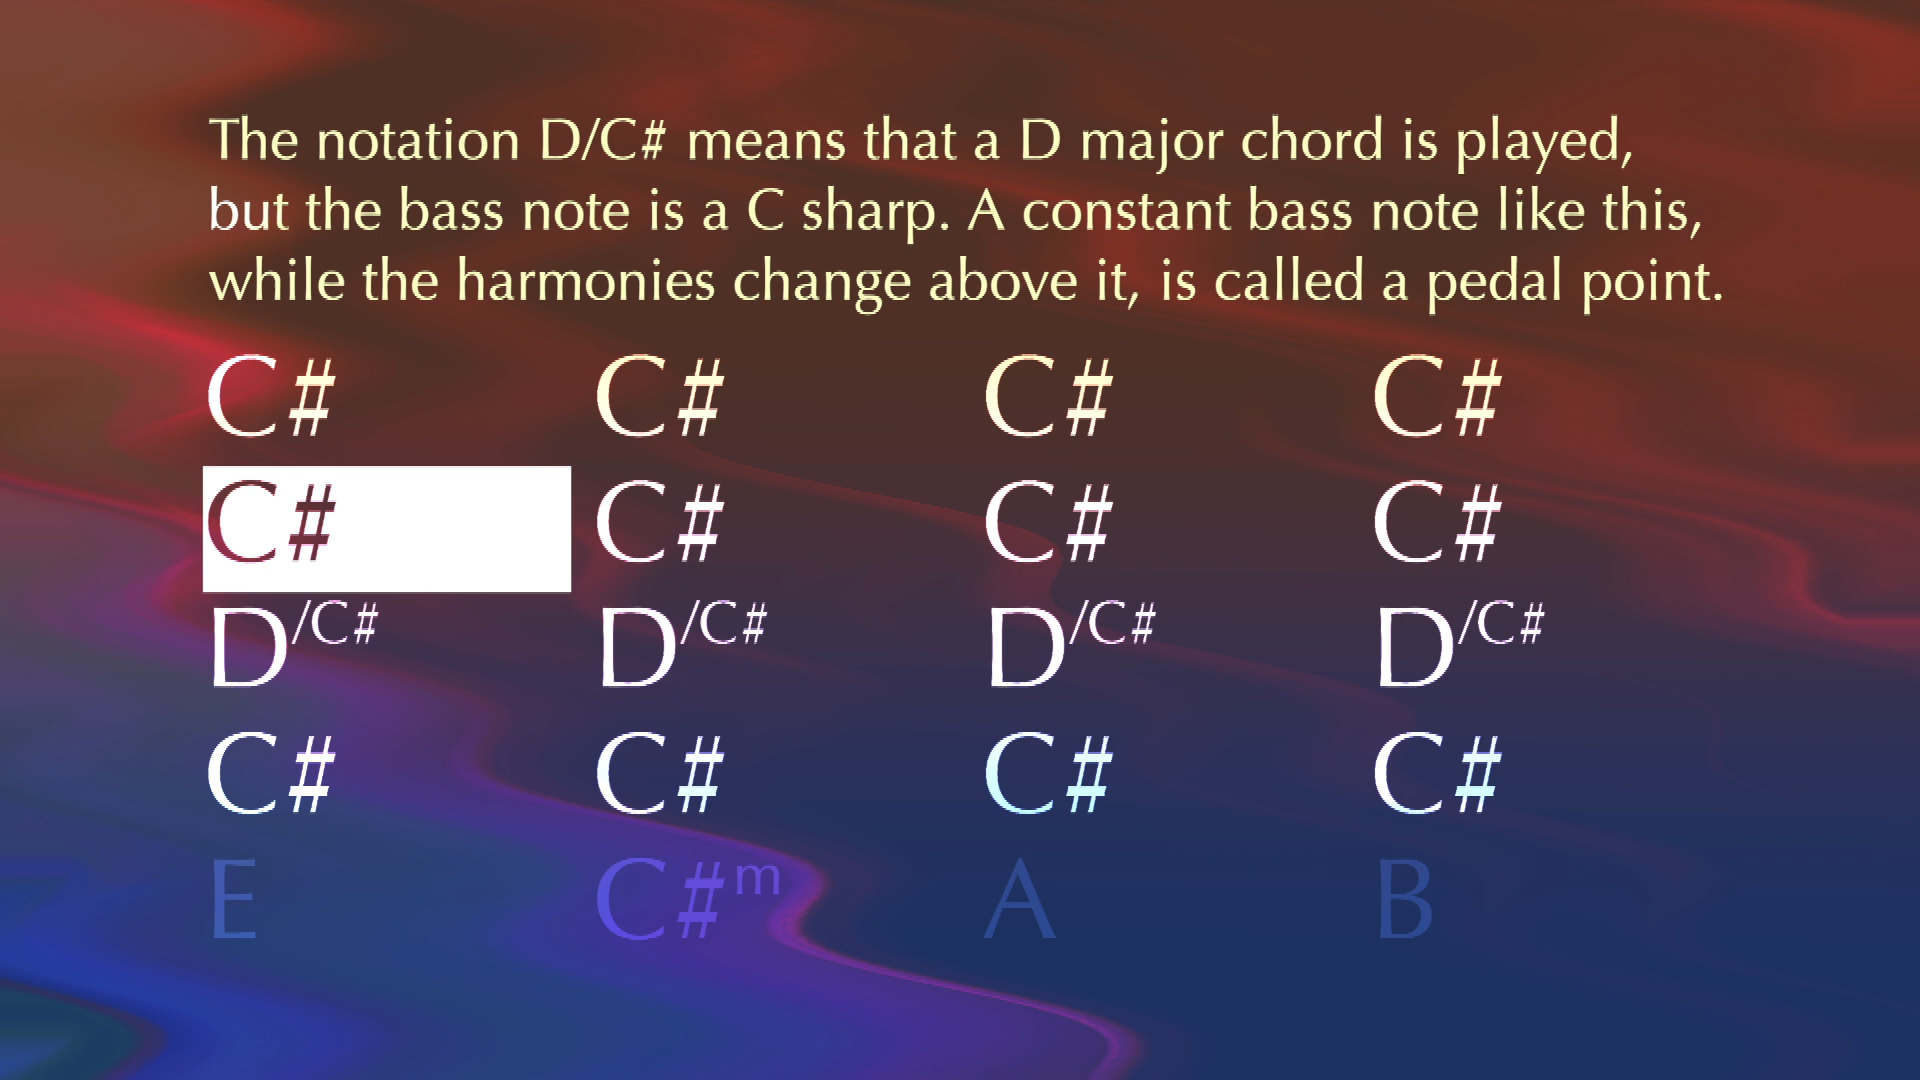 The notation D/C# means that a D major chord is played,
but the bass note is a C sharp. A constant bass note like this,
while the harmonies change above it, is called a pedal point.
C# C# C# C#
C# C# C# C#
D/C# D/C# D/C# D/C#
C# C# C# C#
E C#m A B